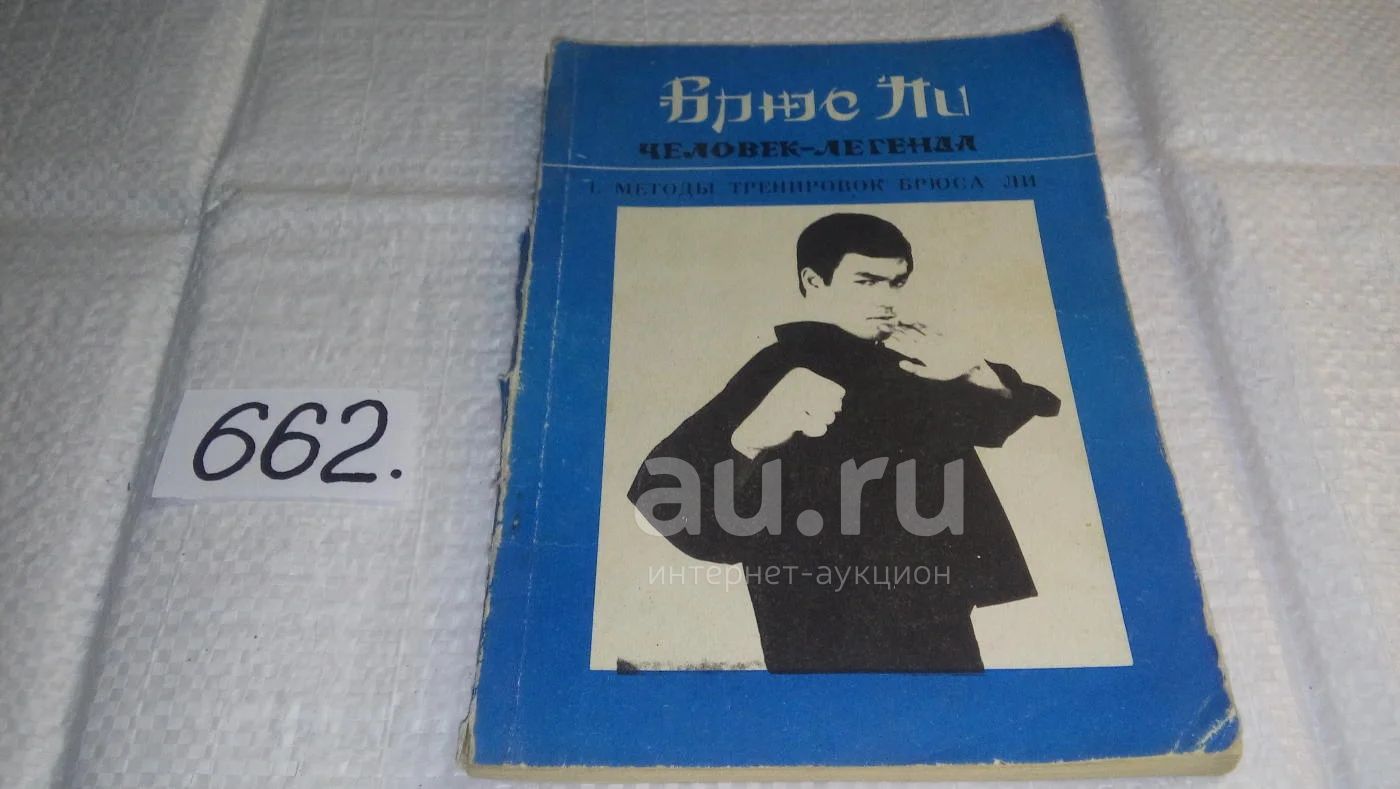 Брюс Ли
ЧЕЛОВЕК-ЛЕГЕНДА
1. МЕТОДЫ ТРЕНИРОВОК БРЮСА ЛИ
662.
au.ru
интернет-аукцион